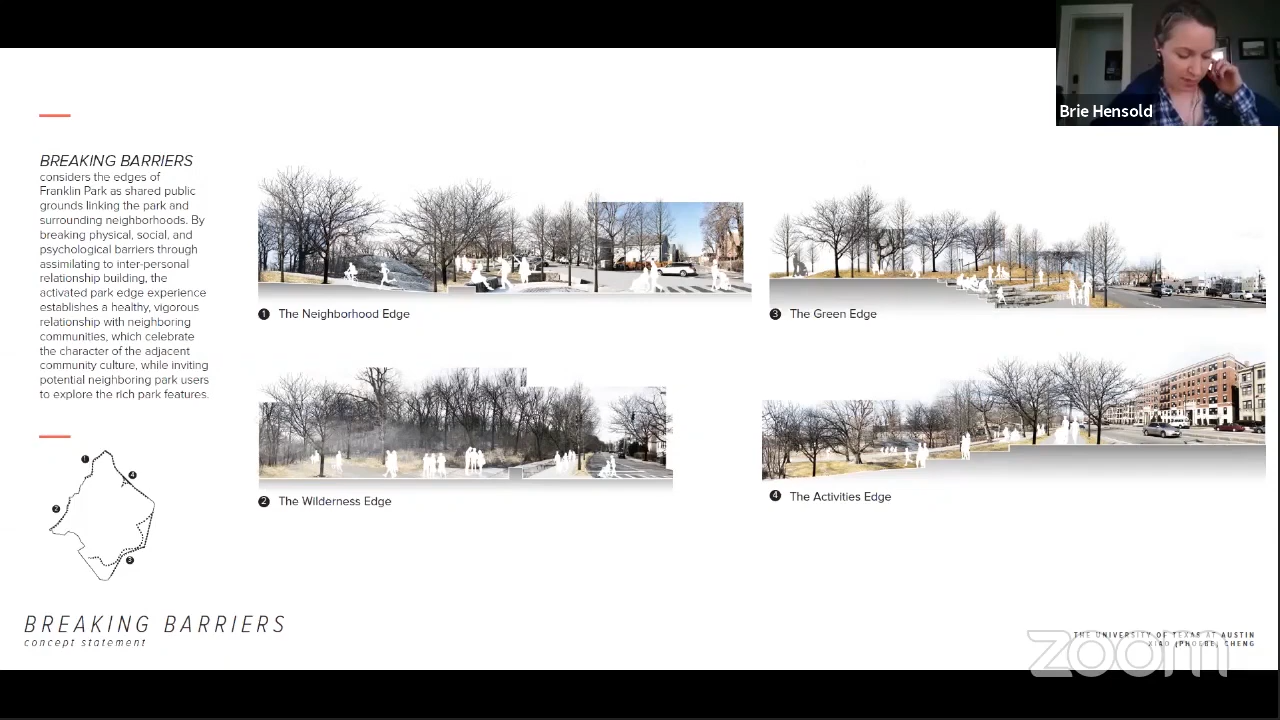 Brie Hensold
BREAKING BARRIERS
considers the edges of
Franklin Park as shared public
grounds linking the park and
surrounding neighborhoods. By
breaking physical, social, and
psychological barriers through
assimilating to inter-personal
relationship building, the
activated park edge experience
establishes a healthy, vigorous
relationship with neighboring
communities, which celebrate
the character of the adjacent
community culture, while inviting
potential neighboring park users
to explore the rich park features.
1 The Neighborhood Edge
3 The Green Edge
2 The Wilderness Edge
4 The Activities Edge
1
4
2
3
BREAKING BARRIERS
concept statement
THE UNIVERSITY OF TEXAS AT AUSTIN
XIAO (PHOEBE) CHENG
zoom